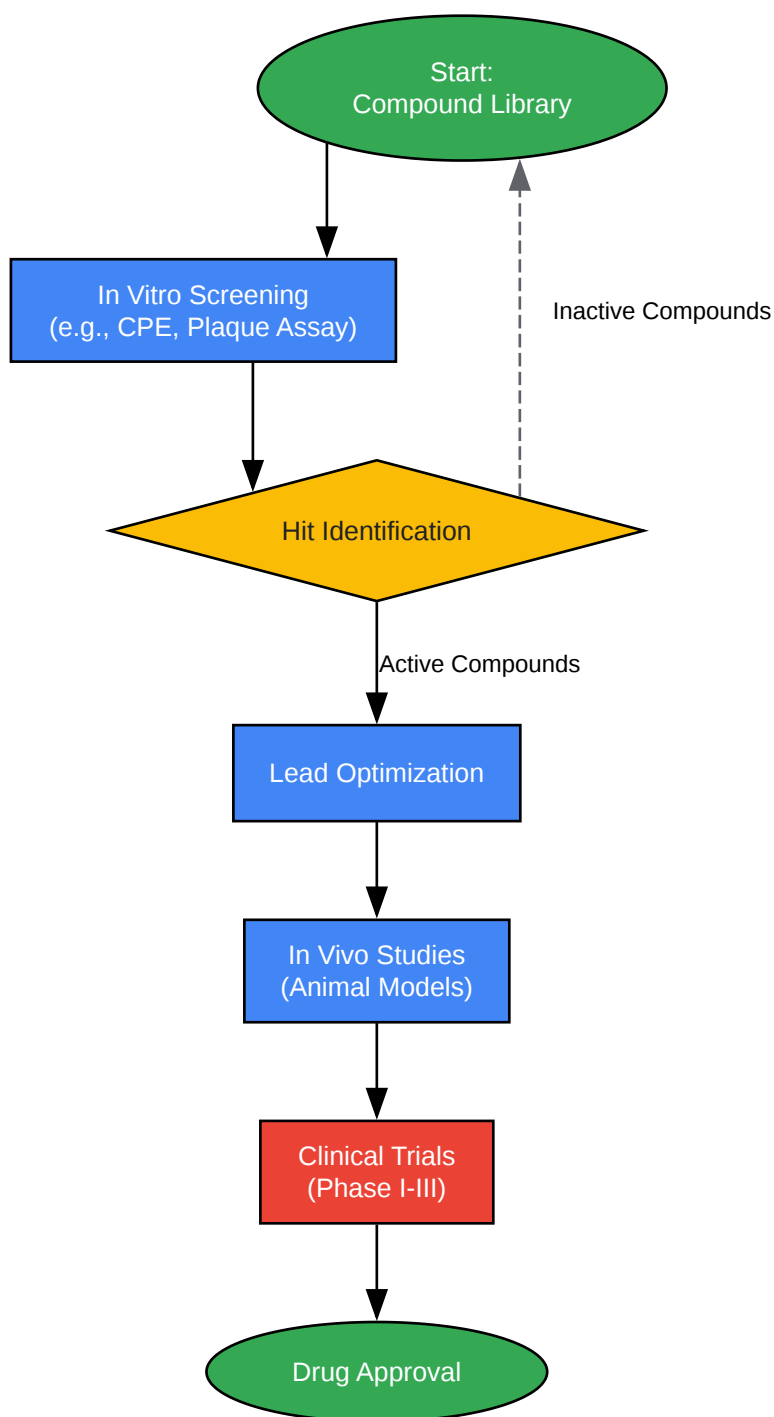 Start:
Compound Library
In Vitro Screening
(e.g., CPE, Plaque Assay)
Inactive Compounds
Hit Identification
Active Compounds
Lead Optimization
In Vivo Studies
(Animal Models)
Clinical Trials
(Phase I-III)
Drug Approval